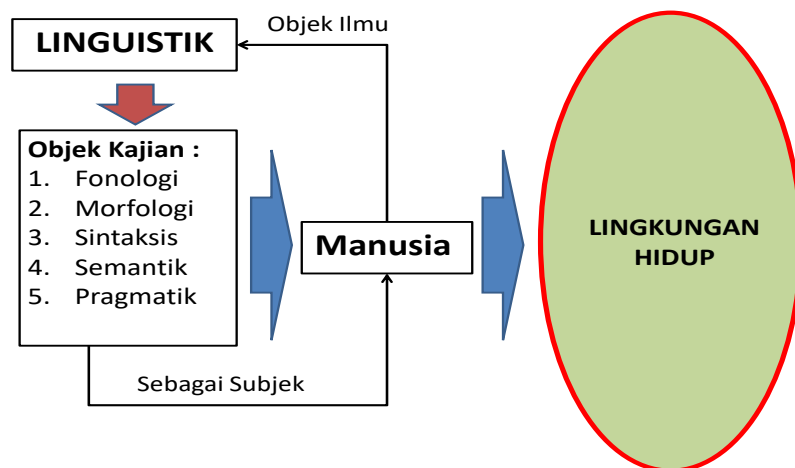 Objek Ilmu
LINGUISTIK
Objek Kajian :
1. Fonologi
2. Morfologi
3. Sintaksis
4. Semantik
5. Pragmatik
Manusia
LINGKUNGAN
HIDUP
Sebagai Subjek